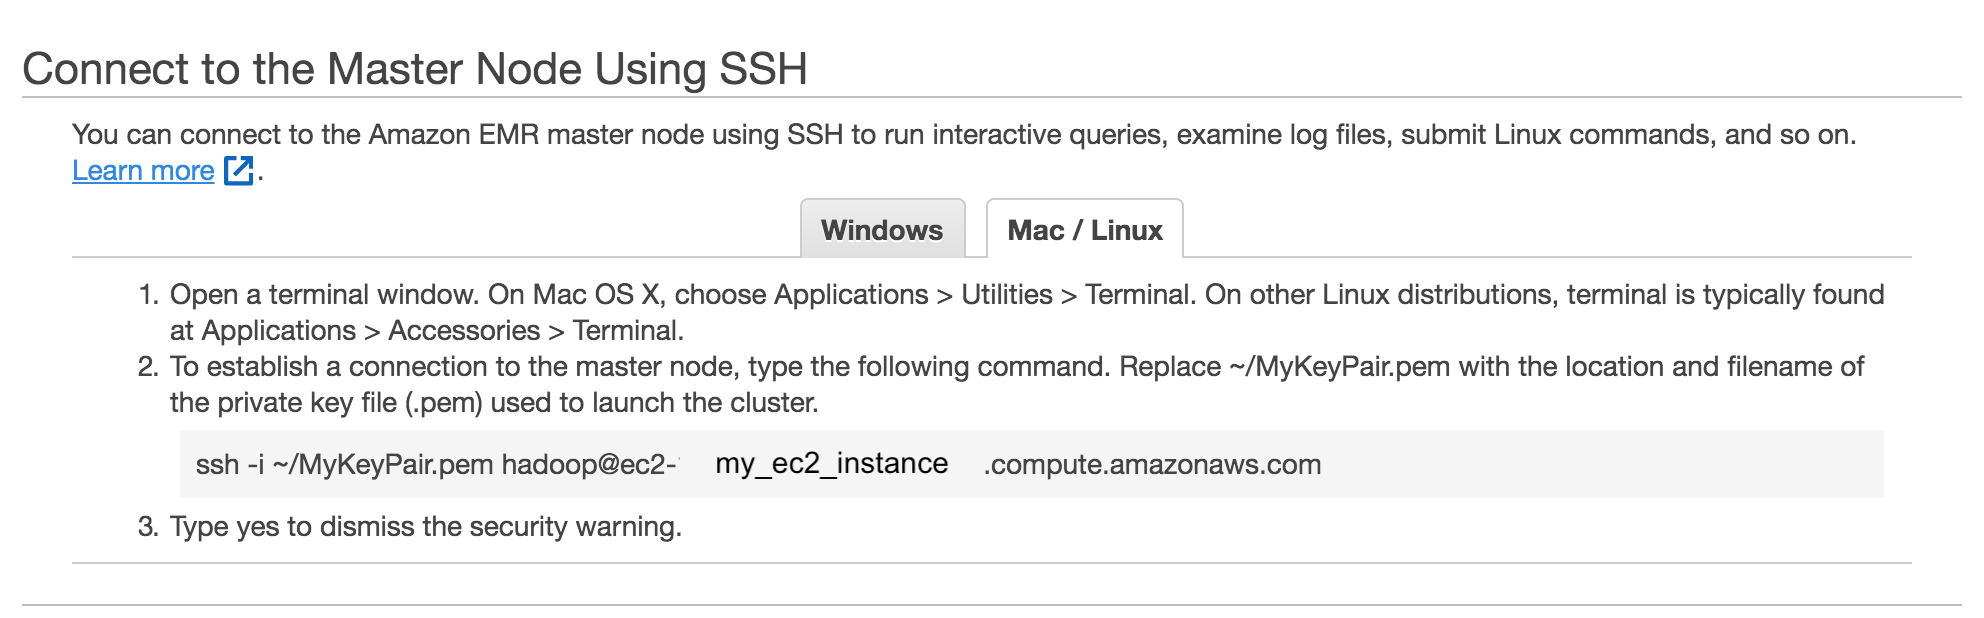 Connect to the Master Node Using SSH
You can connect to the Amazon EMR master node using SSH to run interactive queries, examine log files, submit Linux commands, and so on.
Learn more .
Windows Mac / Linux
1. Open a terminal window. On Mac OS X, choose Applications > Utilities > Terminal. On other Linux distributions, terminal is typically found
at Applications > Accessories > Terminal.
2. To establish a connection to the master node, type the following command. Replace ~/MyKeyPair.pem with the location and filename of
the private key file (.pem) used to launch the cluster.
ssh -i ~/MyKeyPair.pem hadoop@ec2- my_ec2_instance .compute.amazonaws.com
3. Type yes to dismiss the security warning.